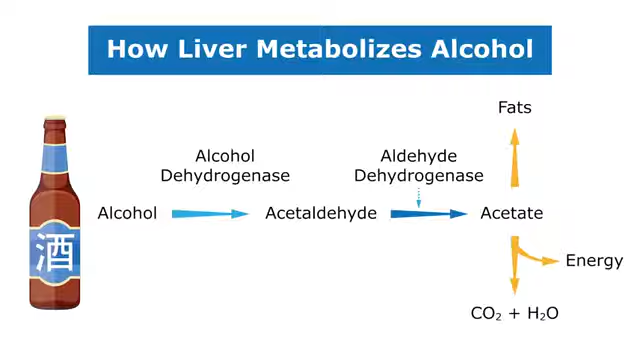 How Liver Metabolizes Alcohol
Fats
Alcohol
Dehydrogenase
Aldehyde
Dehydrogenase
Alcohol
Acetaldehyde
Acetate
酒
Energy
CO₂ + H₂O